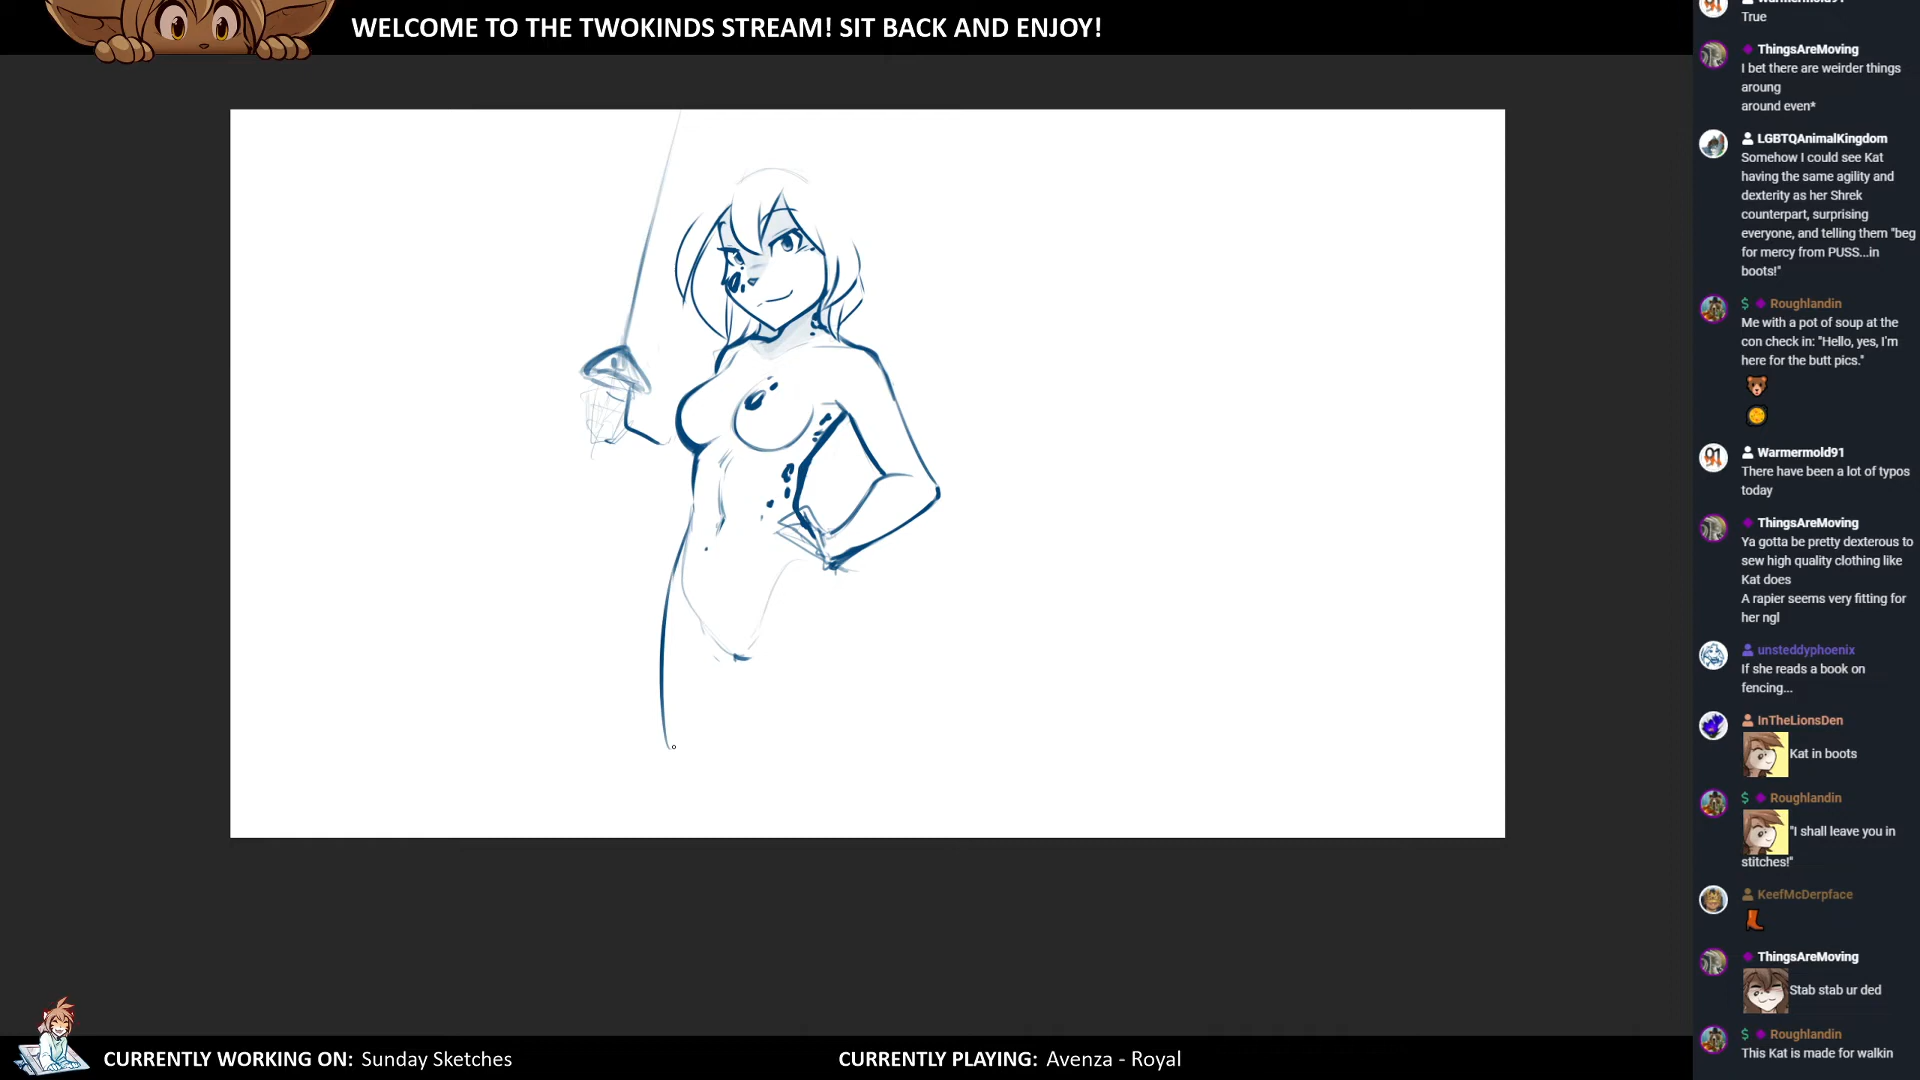 WELCOME TO THE TWOKINDS STREAM! SIT BACK AND ENJOY!
True
ThingsAreMoving
I bet there are weirder things
aroung
around even*
LGBTQAnimalKingdom
Somehow I could see Kat
having the same agility and
dexterity as her Shrek
counterpart, surprising
everyone, and telling them "beg
for mercy from PUSS...in
boots!"
$ Roughlandin
Me with a pot of soup at the
con check in: "Hello, yes, I'm
here for the butt pics."
01 Warmermold91
There have been a lot of typos
today
ThingsAreMoving
Ya gotta be pretty dexterous to
sew high quality clothing like
Kat does
A rapier seems very fitting for
her ngl
unsteddyphoenix
If she reads a book on
fencing...
InTheLionsDen
Kat in boots
$ Roughlandin
"I shall leave you in
stitches!"
KeefMcDerpface
ThingsAreMoving
Stab stab ur ded
$ Roughlandin
This Kat is made for walkin
CURRENTLY WORKING ON: Sunday Sketches
CURRENTLY PLAYING: Avenza - Royal